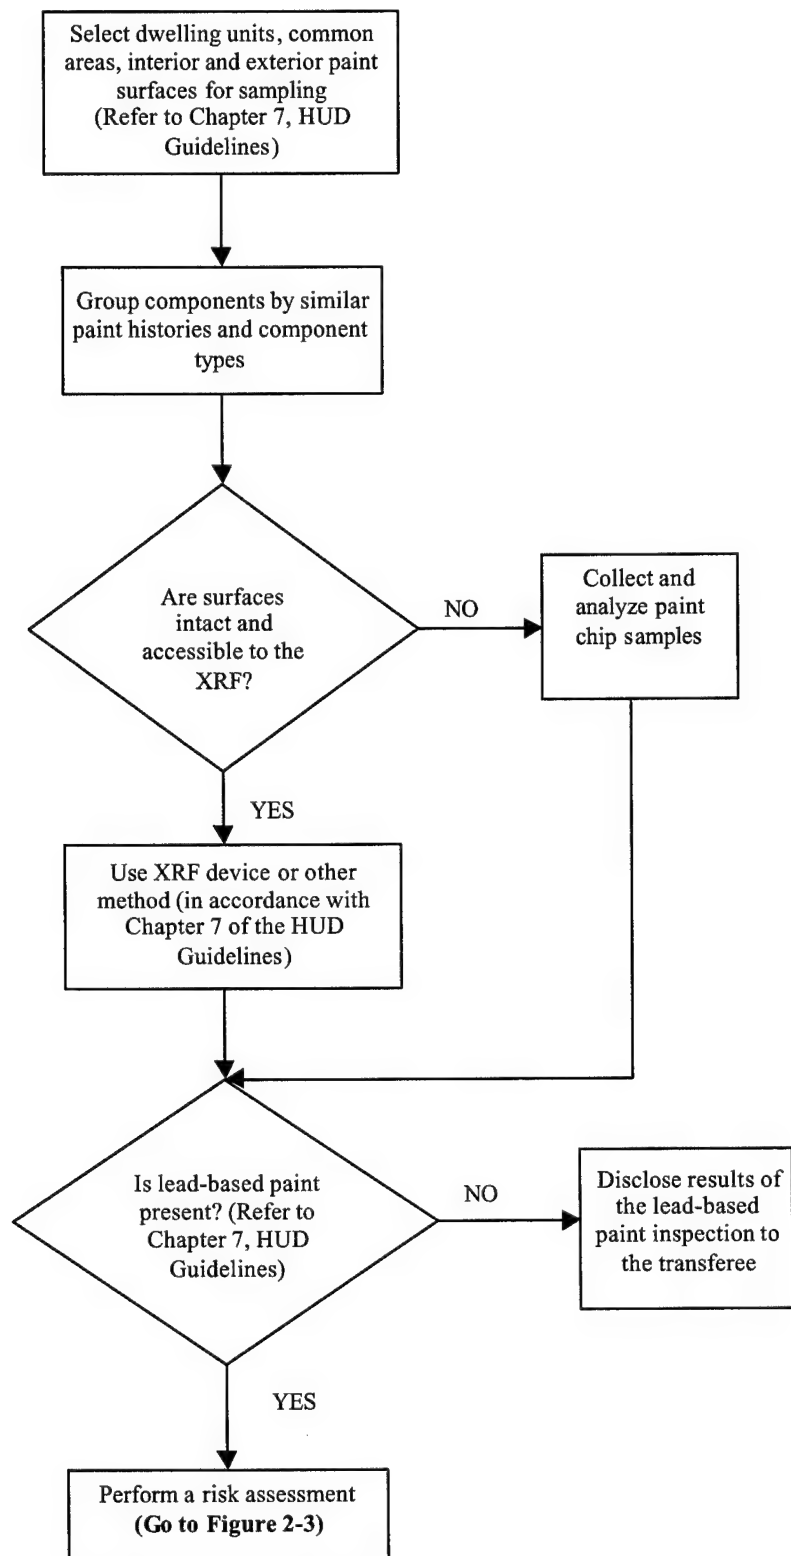 Select dwelling units, common
areas, interior and exterior paint
surfaces for sampling
(Refer to Chapter 7, HUD
Guidelines)
Group components by similar
paint histories and component
types
Are surfaces
intact and
accessible to the
XRF?
NO
Collect and
analyze paint
chip samples
YES
Use XRF device or other
method (in accordance with
Chapter 7 of the HUD
Guidelines)
Is lead-based paint
present? (Refer to
Chapter 7, HUD
Guidelines)
NO
Disclose results of
the lead-based
paint inspection to
the transferee
YES
Perform a risk assessment
(Go to Figure 2-3)